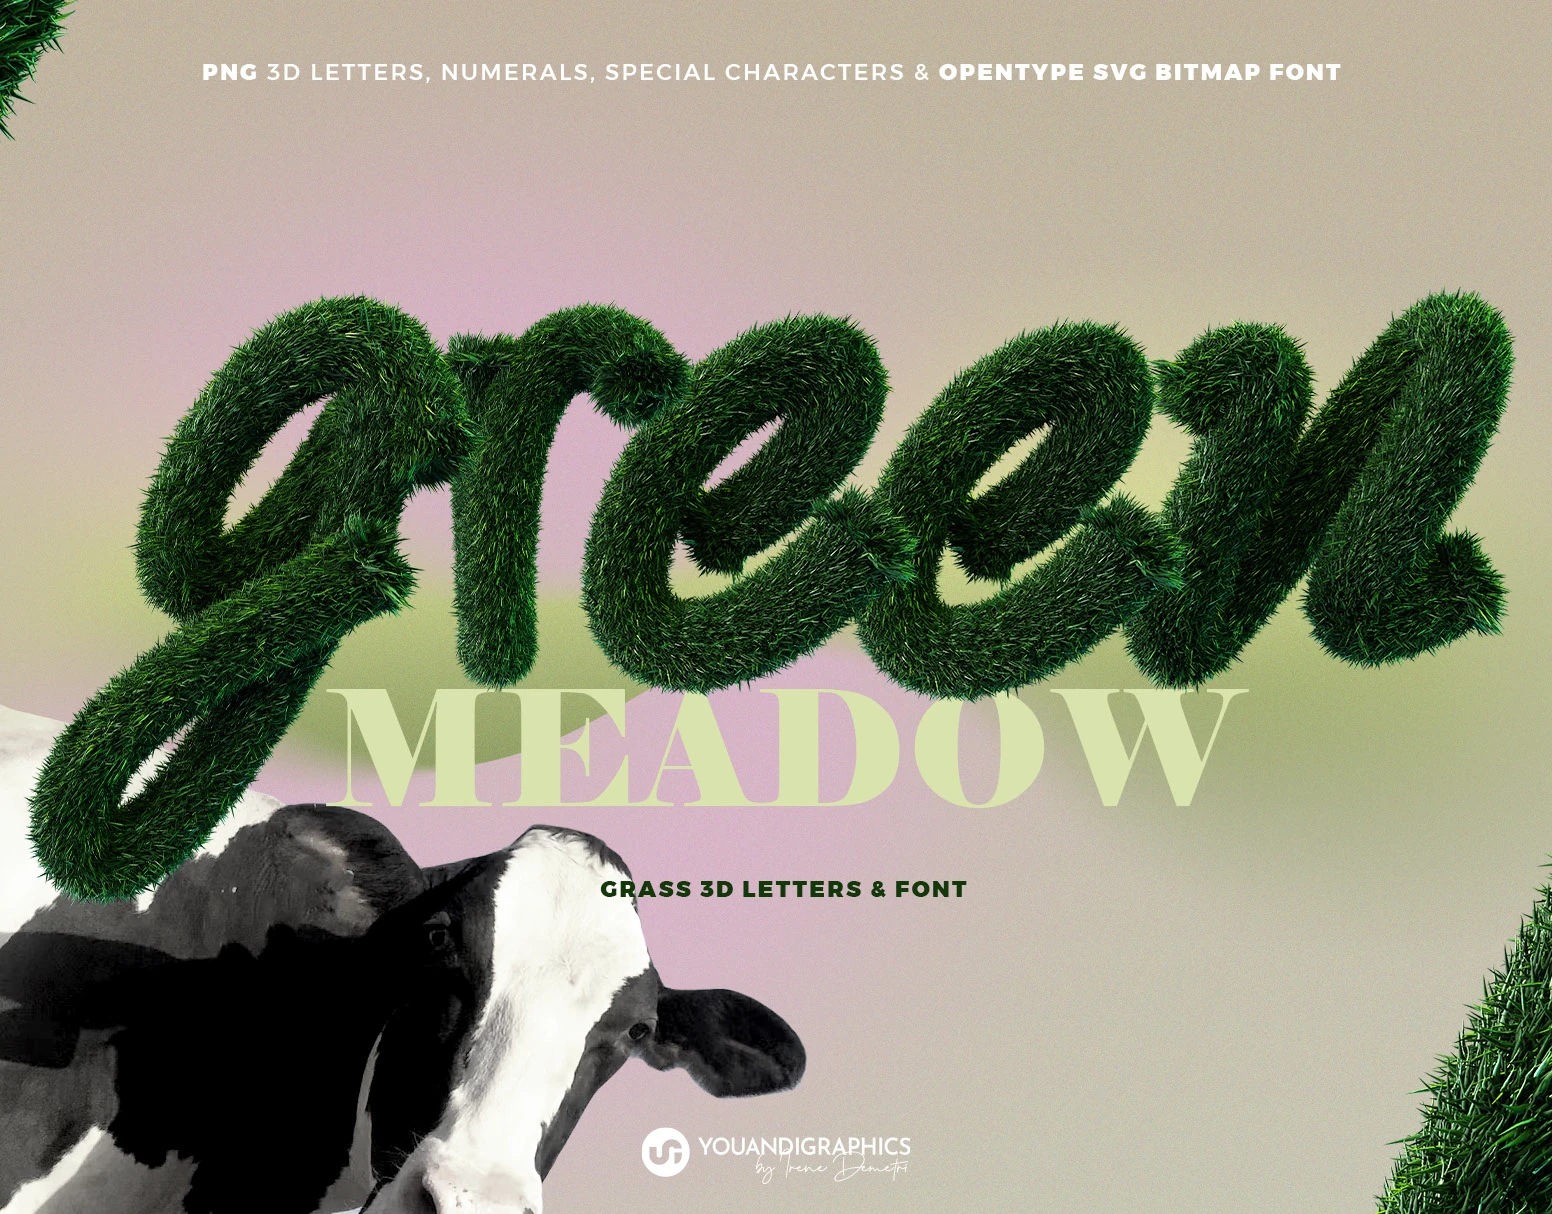 PNG 3D LETTERS, NUMERALS, SPECIAL CHARACTERS & OPENTYPE SVG BITMAP FONT
green
MEADOW
GRASS 3D LETTERS & FONT
YOUANDIGRAPHICS
by Irene Demetri